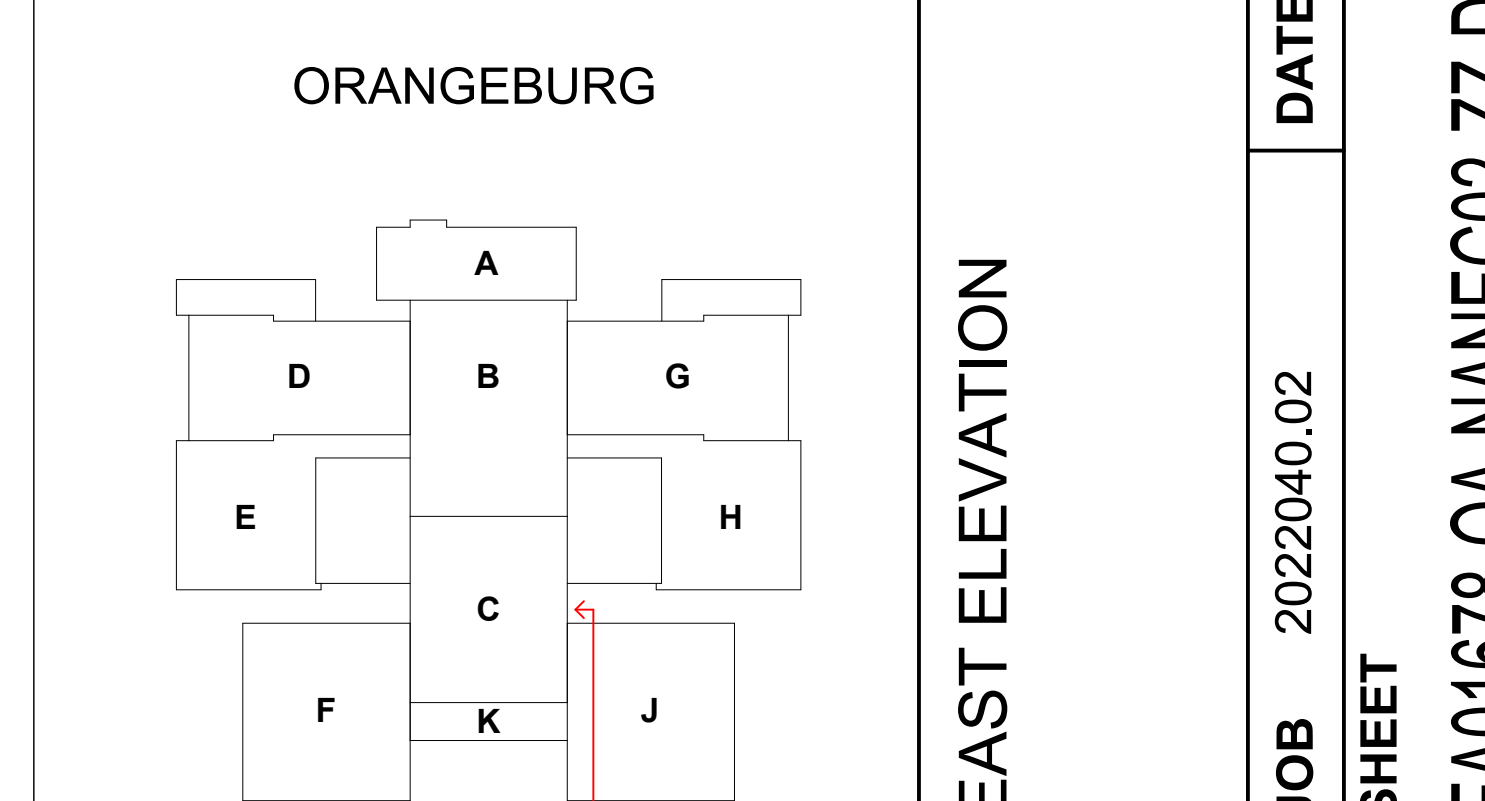 ORANGEBURG
A
D
B
G
E
H
C
F
K
J
EAST ELEVATION
DATE
2022040.02
JOB
SHEET